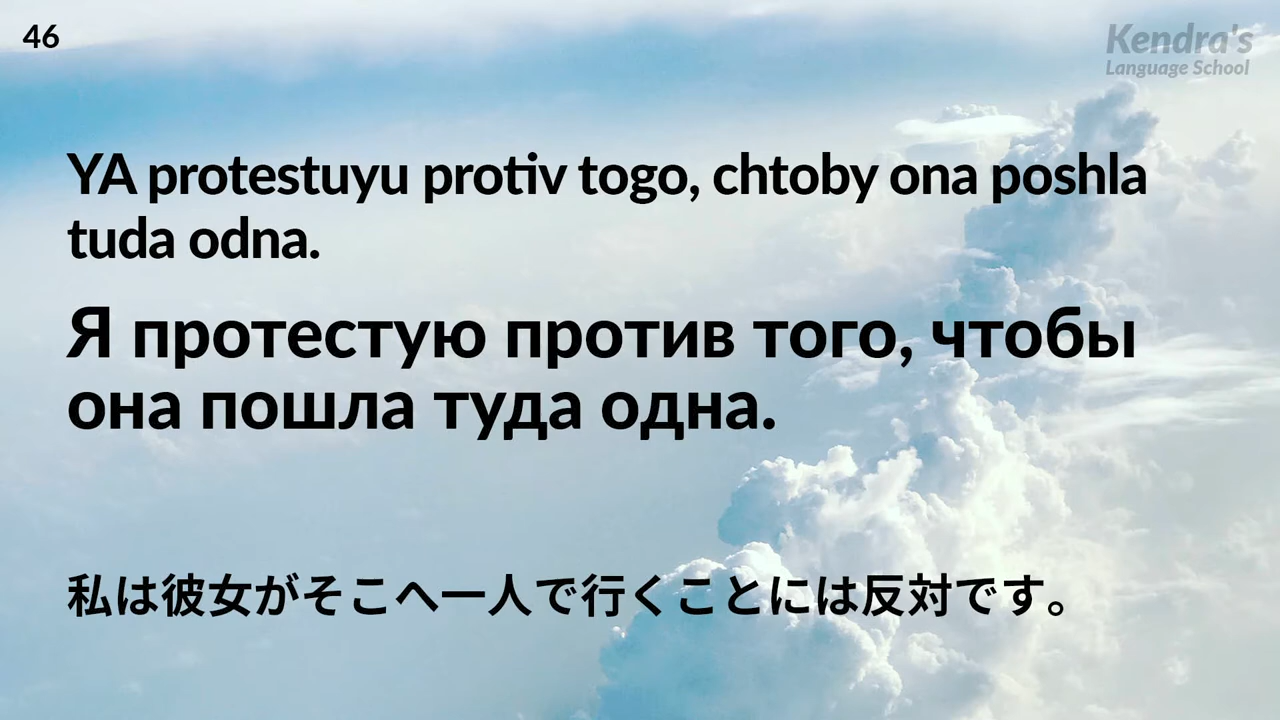 46
Kendra's
Language School
YA protestuyu protiv togo, chtoby ona poshla
tuda odna.
Я протестую против того, чтобы
она пошла туда одна.
私は彼女がそこへ一人で行くことには反対です。